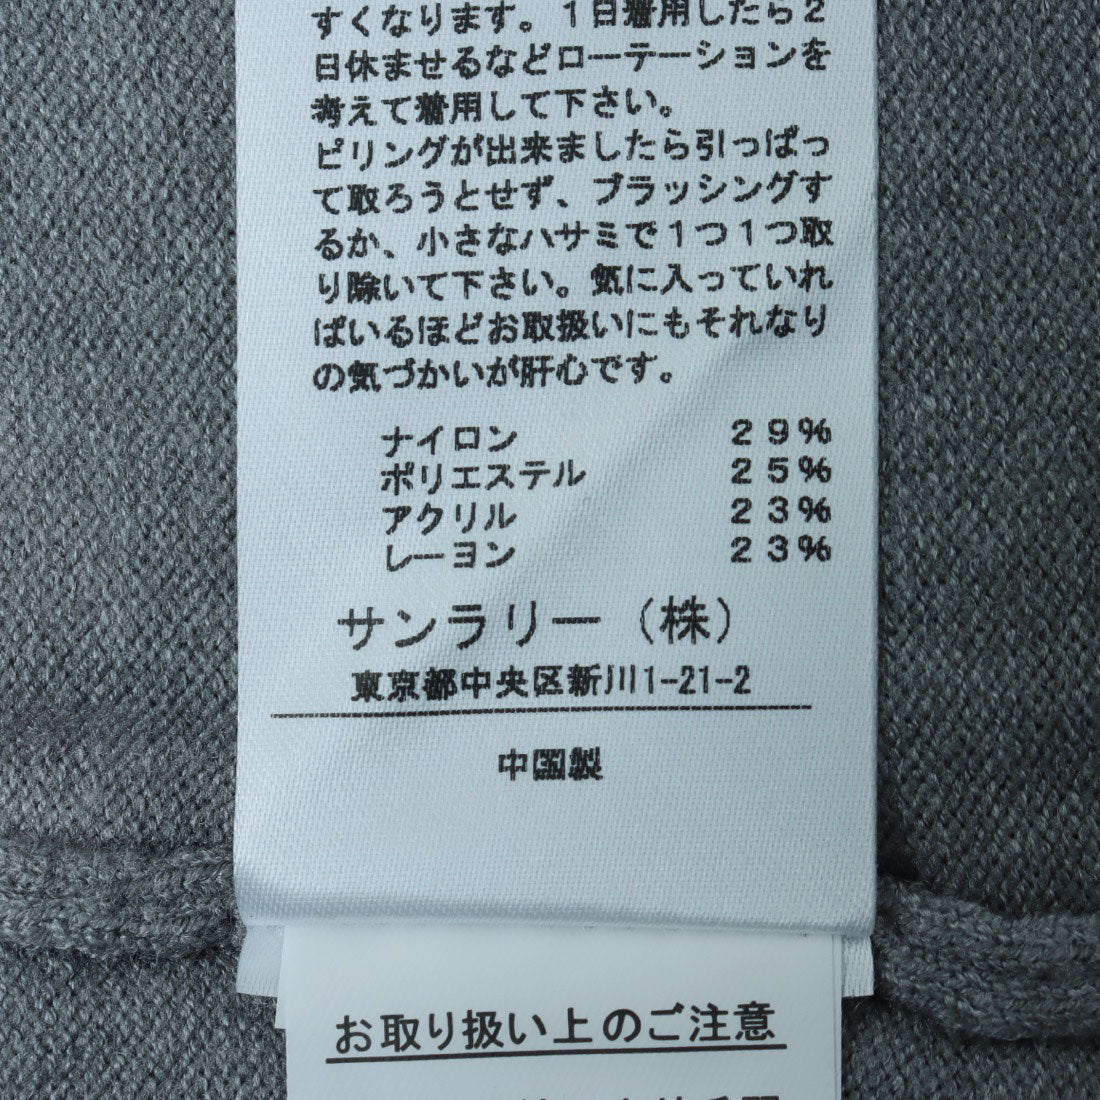 すくなります。１日着用したら２
日休ませるなどローテーションを
考えて着用して下さい。
ピリングが出来ましたら引っぱっ
て取ろうとせず、ブラッシングす
るか、小さなハサミで１つ１つ取
り除いて下さい。気に入っていれ
ばいるほどお取扱いにもそれなり
の気づかいが肝心です。
ナイロン ２９％
ポリエステル ２５％
アクリル ２３％
レーヨン ２３％
サンラリー（株）
東京都中央区新川1-21-2
中国製
お取り扱い上のご注意